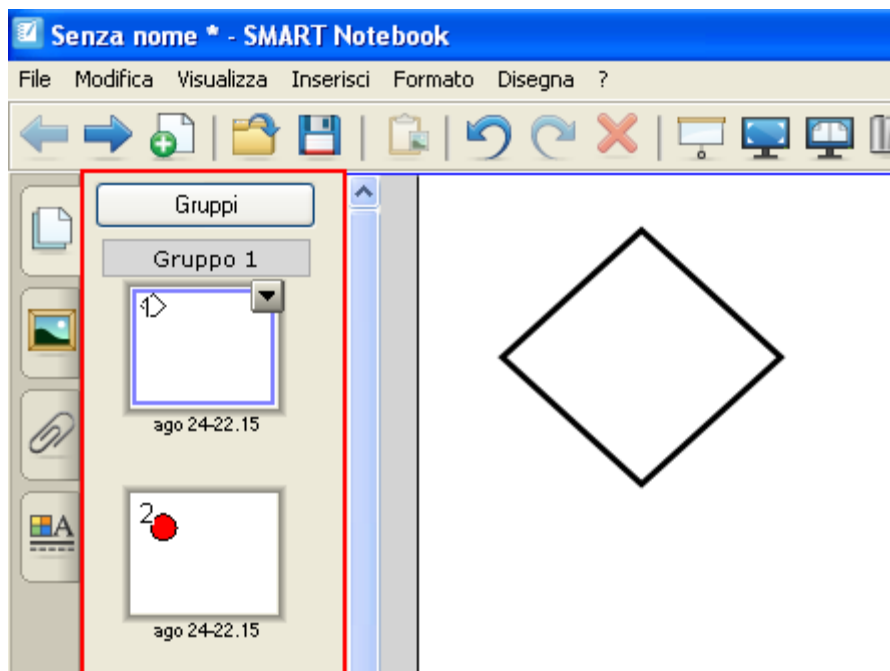 Senza nome * - SMART Notebook
File Modifica Visualizza Inserisci Formato Disegna ?
Gruppi
Gruppo 1
1
ago 24-22.15
2
ago 24-22.15